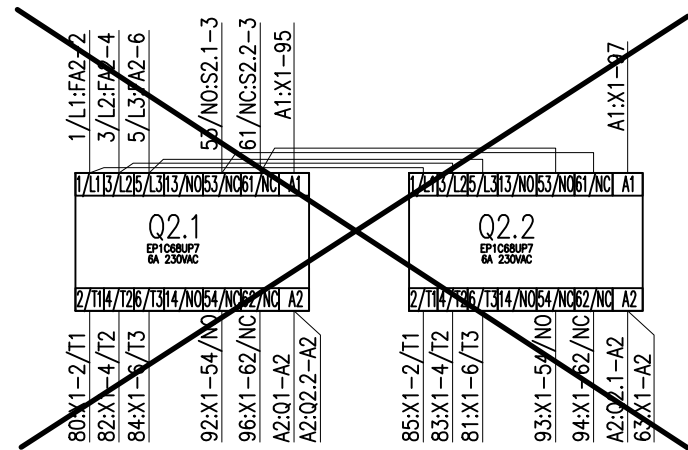 1/L1:FA2-2
3/L2:FA2-4
5/L3:FA2-6
53/NO:S2.1-3
61/NC:S2.2-3
A1:X1-95
A1:X1-97
1/L1 3/L2 5/L3 13/NO 53/NC 61/NC A1
Q2.1
EP1C68UP7
6A 230VAC
2/T1 4/T2 6/T3 14/NO 54/NC 62/NC A2
1/L1 3/L2 5/L3 13/NO 53/NO 61/NC A1
Q2.2
EP1C68UP7
6A 230VAC
2/T1 4/T2 6/T3 14/NO 54/NC 62/NC A2
80:X1-2/T1
82:X1-4/T2
84:X1-6/T3
92:X1-54/NO
96:X1-62/NC
A2:Q1-A2
A2:Q2.2-A2
85:X1-2/T1
83:X1-4/T2
81:X1-6/T3
93:X1-54/NO
94:X1-62/NC
A2:Q2.1-A2
63:X1-A2